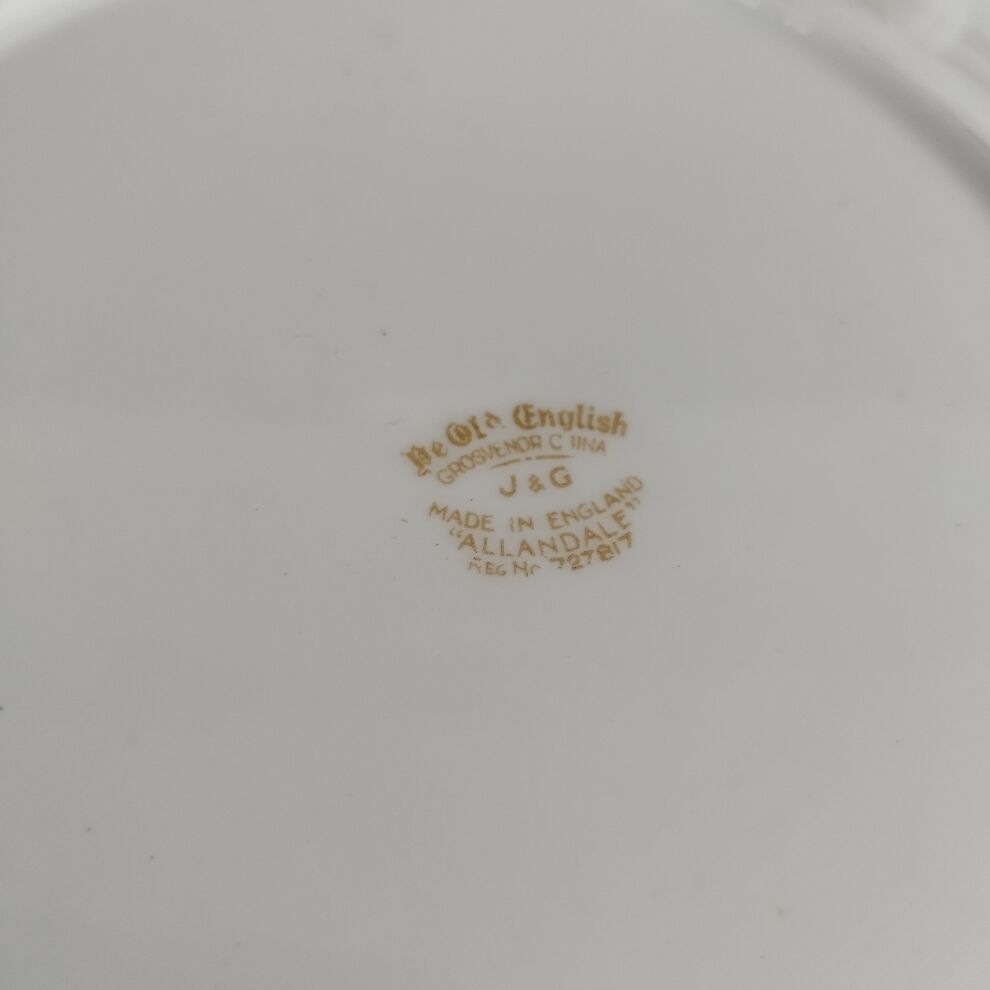 Ye Olde English
GROSVENOR CHINA
J & G
MADE IN ENGLAND
"ALLANDALE"
REG No 727817